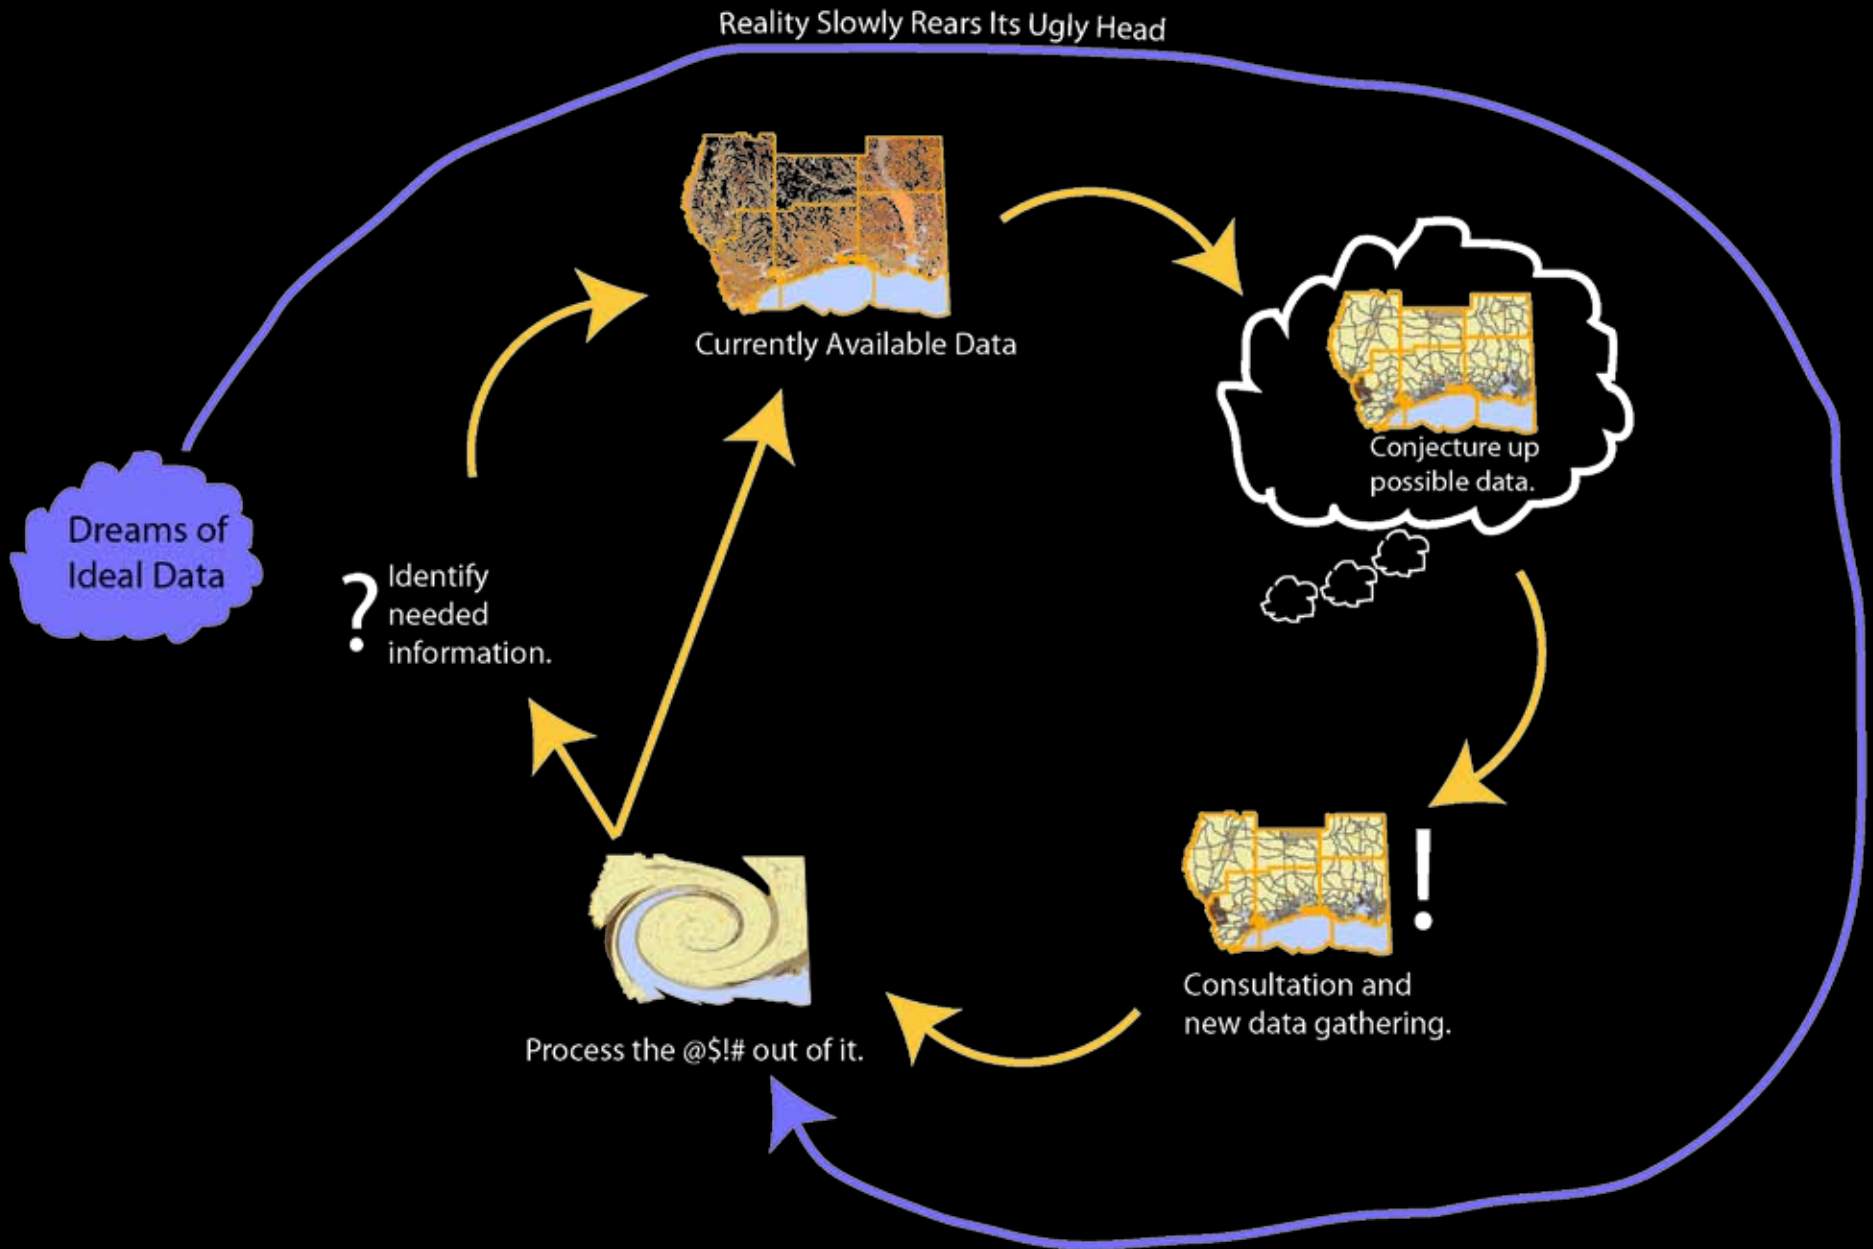 Reality Slowly Rears Its Ugly Head
Currently Available Data
Conjecture up
possible data.
Dreams of
Ideal Data
? Identify
needed
information.
!
Consultation and
new data gathering.
Process the @$!# out of it.